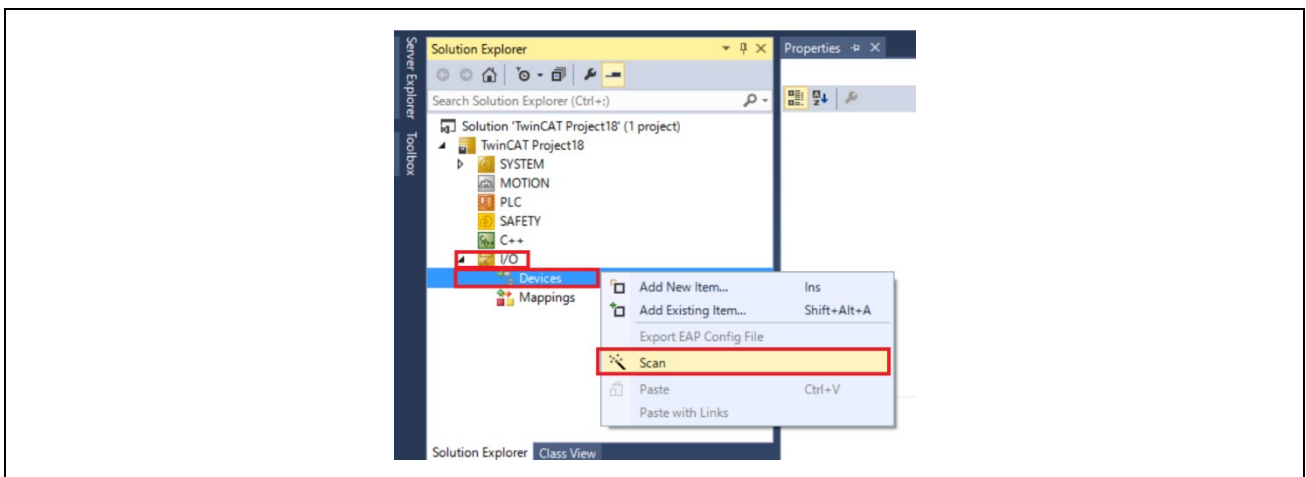 Server Explorer
Toolbox
Solution Explorer
Search Solution Explorer (Ctrl+:)
Solution 'TwinCAT Project18' (1 project)
TwinCAT Project18
SYSTEM
MOTION
PLC
SAFETY
C++
I/O
Devices
Mappings
Add New Item... Ins
Add Existing Item... Shift+Alt+A
Export EAP Config File
Scan
Paste Ctrl+V
Paste with Links
Solution Explorer Class View
Properties